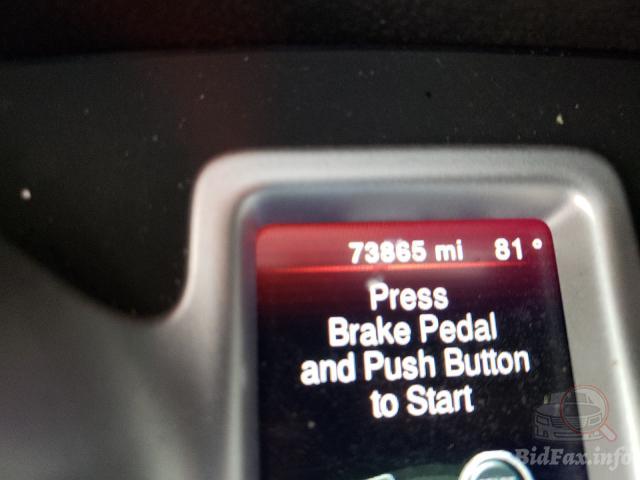 73865 mi 81°
Press
Brake Pedal
and Push Button
to Start
BidFax.info